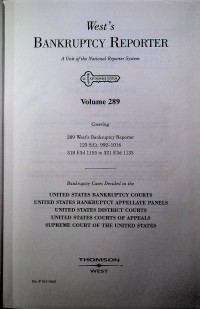 West's
BANKRUPTCY REPORTER
A Unit of the National Reporter System
Volume 289
Covering
289 West's Bankruptcy Reporter
123 S.Ct. 992–1016
318 F.3d 1155 to 321 F.3d 1133
Bankruptcy Cases Decided in the
UNITED STATES BANKRUPTCY COURTS
UNITED STATES BANKRUPTCY APPELLATE PANELS
UNITED STATES DISTRICT COURTS
UNITED STATES COURTS OF APPEALS
SUPREME COURT OF THE UNITED STATES
THOMSON
WEST